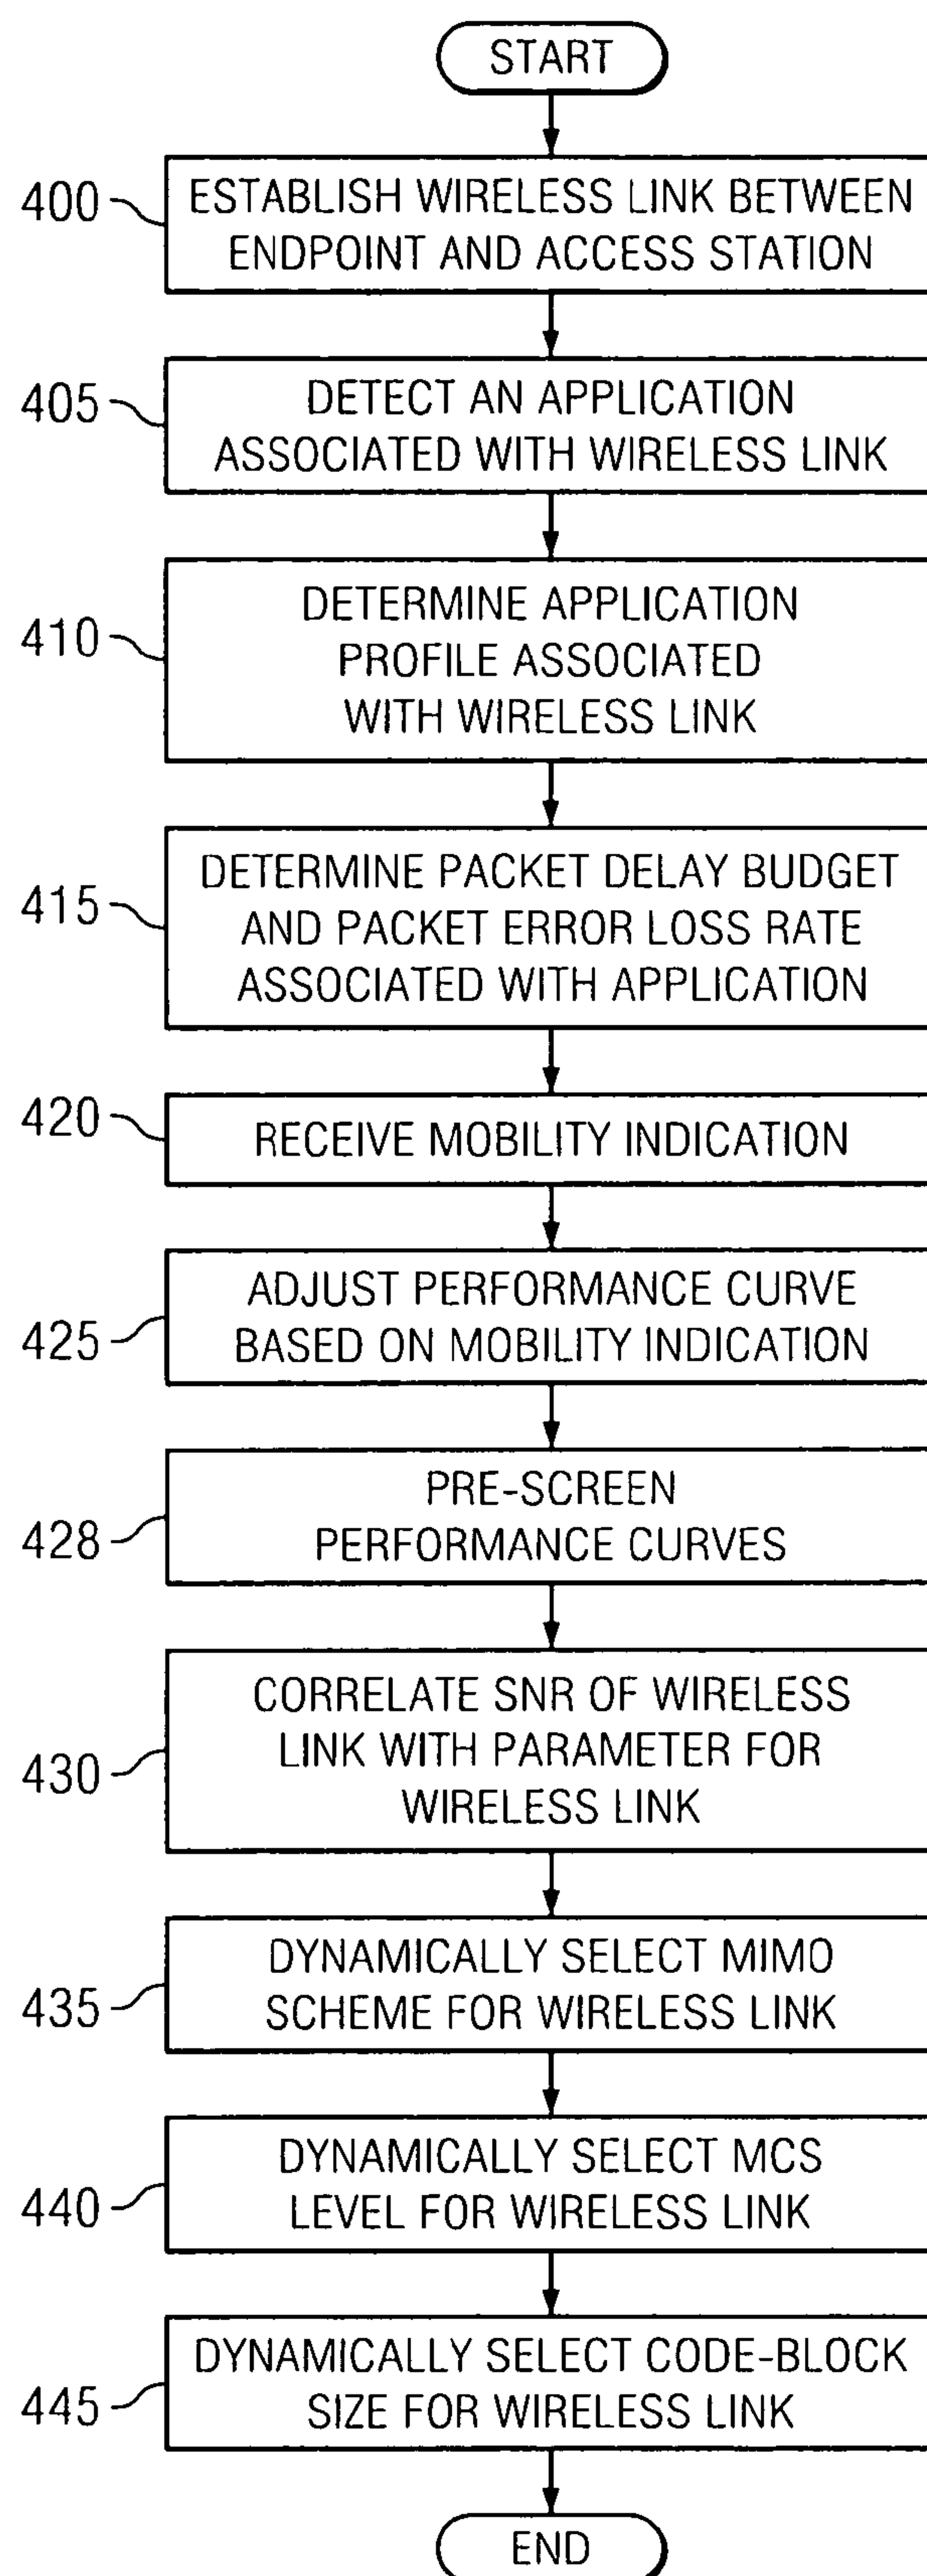 START
400
ESTABLISH WIRELESS LINK BETWEEN
ENDPOINT AND ACCESS STATION
405
DETECT AN APPLICATION
ASSOCIATED WITH WIRELESS LINK
410
DETERMINE APPLICATION
PROFILE ASSOCIATED
WITH WIRELESS LINK
415
DETERMINE PACKET DELAY BUDGET
AND PACKET ERROR LOSS RATE
ASSOCIATED WITH APPLICATION
420
RECEIVE MOBILITY INDICATION
425
ADJUST PERFORMANCE CURVE
BASED ON MOBILITY INDICATION
428
PRE-SCREEN
PERFORMANCE CURVES
430
CORRELATE SNR OF WIRELESS
LINK WITH PARAMETER FOR
WIRELESS LINK
435
DYNAMICALLY SELECT MIMO
SCHEME FOR WIRELESS LINK
440
DYNAMICALLY SELECT MCS
LEVEL FOR WIRELESS LINK
445
DYNAMICALLY SELECT CODE-BLOCK
SIZE FOR WIRELESS LINK
END